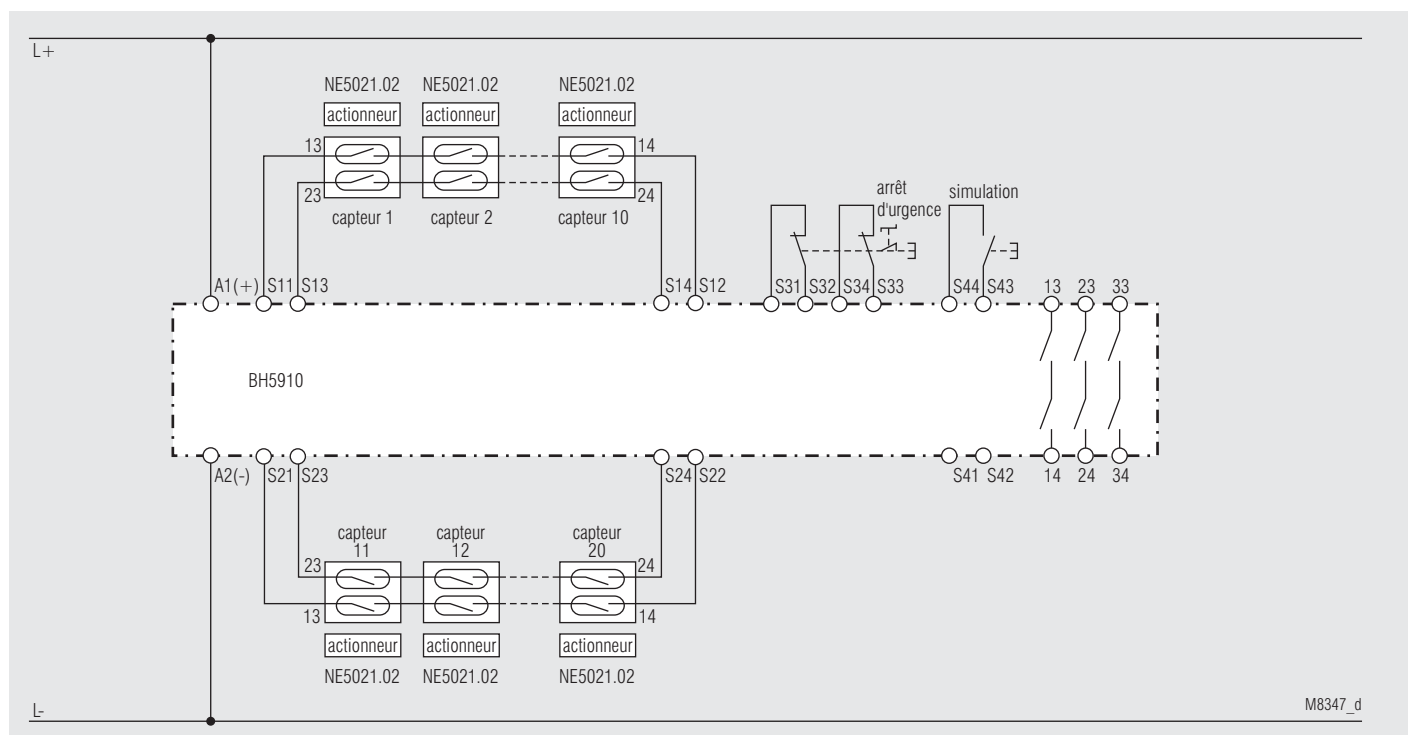 L+
NE5021.02 NE5021.02 NE5021.02
actionneur actionneur actionneur
13 14
23 24
capteur 1 capteur 2 capteur 10
arrêt
d'urgence
simulation
A1(+) S11 S13 S14 S12 S31 S32 S34 S33 S44 S43 13 23 33
BH5910
A2(-) S21 S23 S24 S22 S41 S42 14 24 34
capteur
11
capteur
12
capteur
20
23 24
13 14
actionneur actionneur actionneur
NE5021.02 NE5021.02 NE5021.02
L-
M8347_d